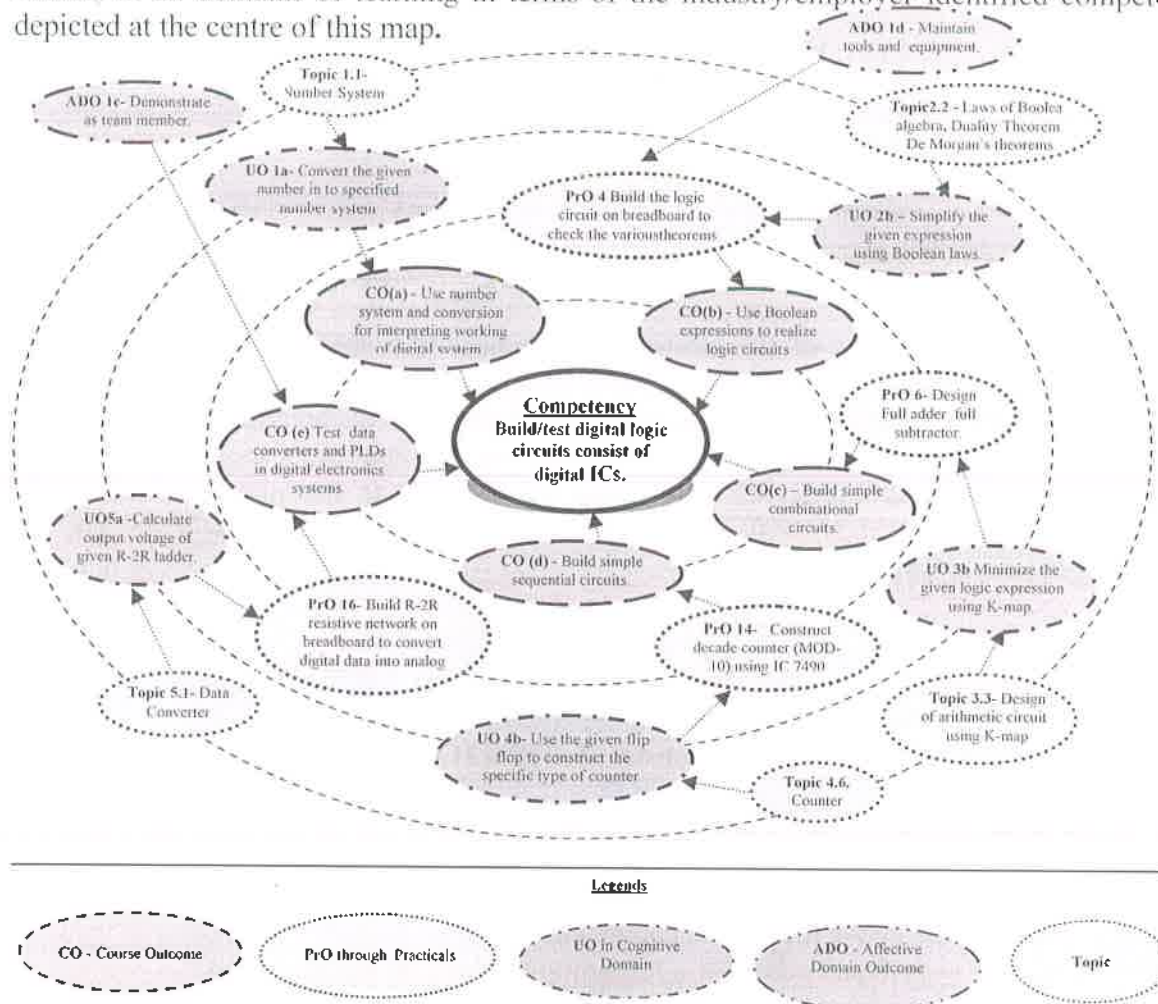 depicted at the centre of this map.
ADO 1d - Maintain
tools and equipment.
Topic 1.1-
Number System
ADO 1c- Demonstrate
as team member.
Topic2.2 - Laws of Boolea
algebra, Duality Theorem
De Morgan's theorems
UO 1a- Convert the given
number in to specified
number system
PrO 4 Build the logic
circuit on breadboard to
check the varioustheorems
UO 2b – Simplify the
given expression
using Boolean laws.
CO(a) - Use number
system and conversion
for interpreting working
of digital system
CO(b) - Use Boolean
expressions to realize
logic circuits
PrO 6- Design
Full adder full
subtractor.
Competency
Build/test digital logic
circuits consist of
digital ICs.
CO (e) Test data
converters and PLDs
in digital electronics
systems.
CO(c) – Build simple
combinational
circuits.
UO5a -Calculate
output voltage of
given R-2R ladder.
CO (d) - Build simple
sequential circuits.
UO 3b Minimize the
given logic expression
using K-map.
PrO 16- Build R-2R
resistive network on
breadboard to convert
digital data into analog
PrO 14- Construct
decade counter (MOD-
10) using IC 7490
Topic 5.1- Data
Converter
Topic 3.3- Design
of arithmetic circuit
using K-map
UO 4b- Use the given flip
flop to construct the
specific type of counter
Topic 4.6.
Counter
Legends
CO - Course Outcome
PrO through Practicals
UO in Cognitive
Domain
ADO - Affective
Domain Outcome
Topic